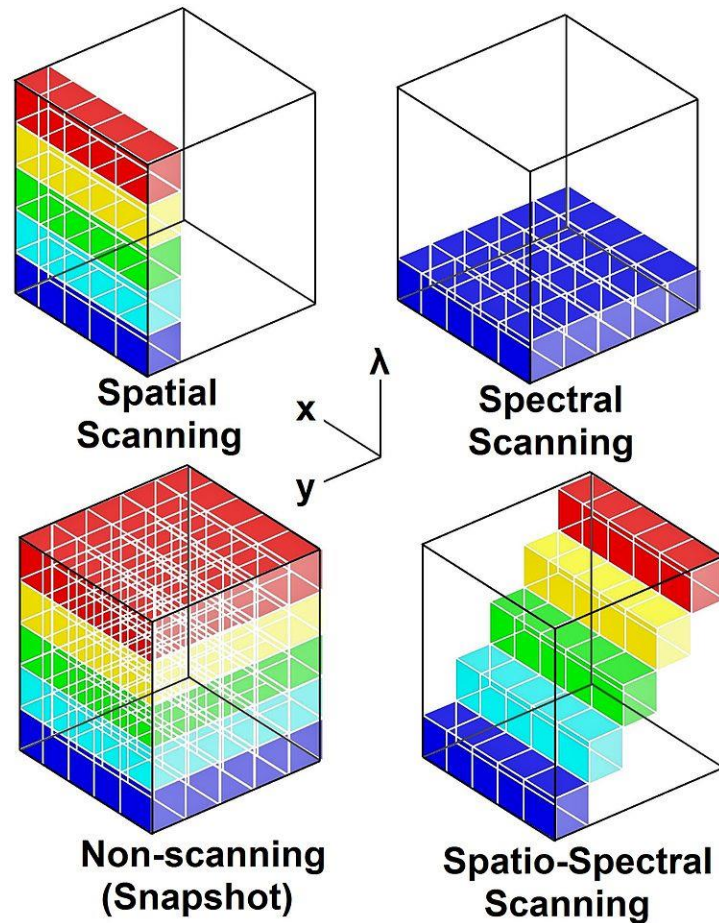 Spatial
Scanning
Spectral
Scanning
λ
x
y
Non-scanning
(Snapshot)
Spatio-Spectral
Scanning